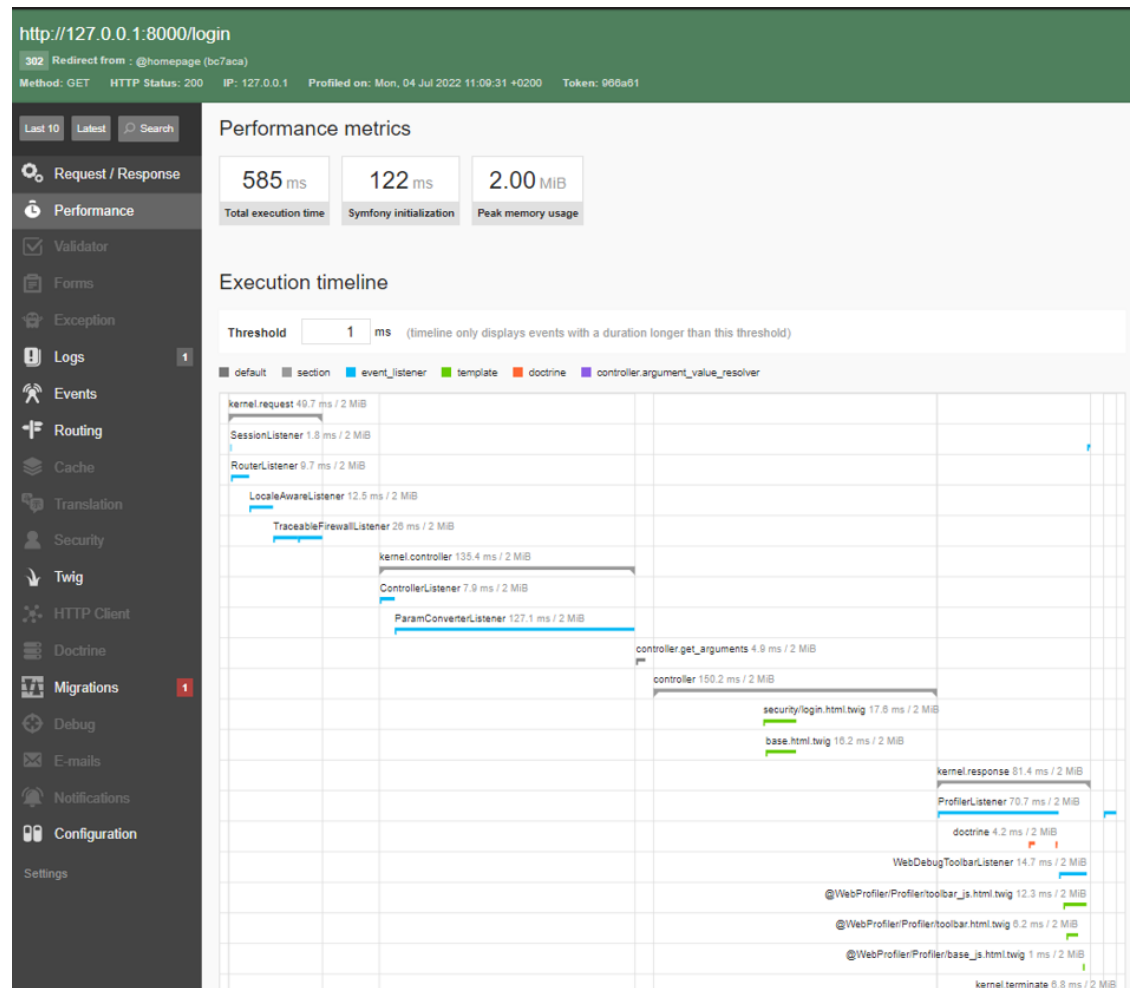 http://127.0.0.1:8000/login
302 Redirect from : @homepage (bc7aca)
Method: GET HTTP Status: 200 IP: 127.0.0.1 Profiled on: Mon, 04 Jul 2022 11:09:31 +0200 Token: 966a61
Last 10 Latest Search
Request / Response
Performance
Validator
Forms
Exception
Logs 1
Events
Routing
Cache
Translation
Security
Twig
HTTP Client
Doctrine
Migrations 1
Debug
E-mails
Notifications
Configuration
Settings
Performance metrics
585 ms
Total execution time
122 ms
Symfony initialization
2.00 MiB
Peak memory usage
Execution timeline
Threshold 1 ms (timeline only displays events with a duration longer than this threshold)
default section event_listener template doctrine controller.argument_value_resolver
kernel.request 49.7 ms / 2 MiB
SessionListener 1.8 ms / 2 MiB
RouterListener 9.7 ms / 2 MiB
LocaleAwareListener 12.5 ms / 2 MiB
TraceableFirewallListener 26 ms / 2 MiB
kernel.controller 135.4 ms / 2 MiB
ControllerListener 7.9 ms / 2 MiB
ParamConverterListener 127.1 ms / 2 MiB
controller.get_arguments 4.9 ms / 2 MiB
controller 150.2 ms / 2 MiB
security/login.html.twig 17.6 ms / 2 MiB
base.html.twig 16.2 ms / 2 MiB
kernel.response 81.4 ms / 2 MiB
ProfilerListener 70.7 ms / 2 MiB
doctrine 4.2 ms / 2 MiB
WebDebugToolbarListener 14.7 ms / 2 MiB
@WebProfiler/Profiler/toolbar_js.html.twig 12.3 ms / 2 MiB
@WebProfiler/Profiler/toolbar.html.twig 6.2 ms / 2 MiB
@WebProfiler/Profiler/base_js.html.twig 1 ms / 2 MiB
kernel.terminate 6.8 ms / 2 MiB